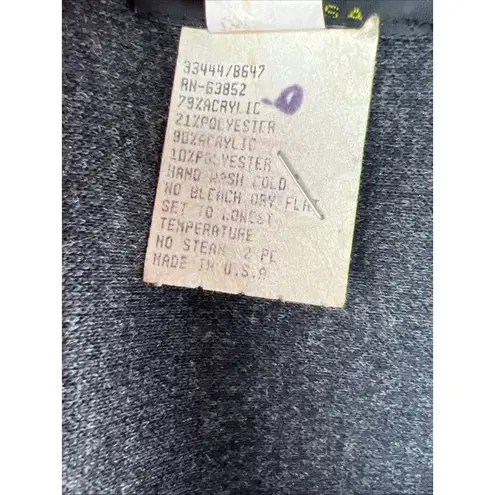 33444/8647
RN-63852
79%ACRYLIC
21%POLYESTER
90%ACRYLIC
10%POLYESTER
HAND WASH COLD
NO BLEACH DRY FLAT
SET TO LOWEST
TEMPERATURE
NO STEAM 2 PC
MADE IN U.S.A